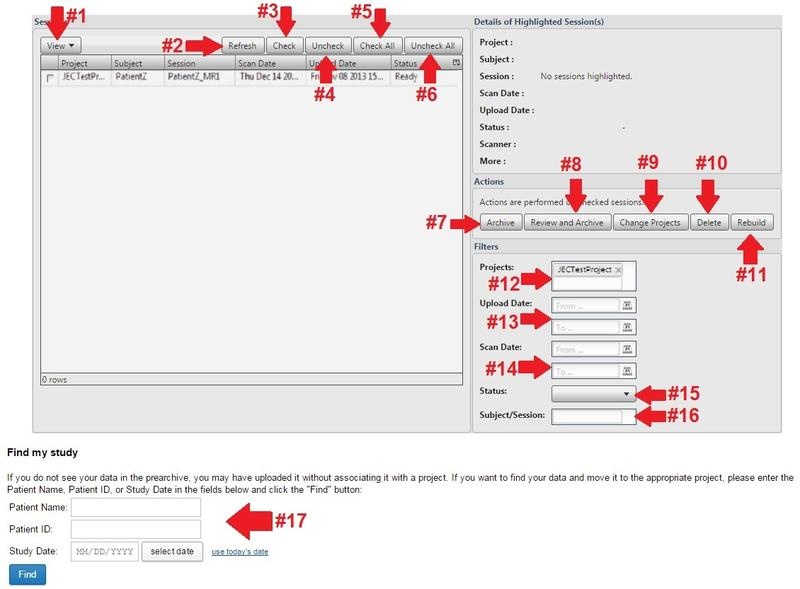 Sess
#1
#3
#5
View ▼
#2
Refresh
Check
Uncheck
Check All
Uncheck All
Project
Subject
Session
Scan Date
Date
Status
JECTestPr...
PatientZ
PatientZ_MR1
Thu Dec 14 20...
08 2013 15...
Ready
#4
#6
0 rows
Details of Highlighted Session(s)
Project :
Subject :
Session :
No sessions highlighted.
Scan Date :
Upload Date :
Status :
Scanner :
More :
#8
#9
#10
Actions
Actions are performed checked sessions.
#7
Archive
Review and Archive
Change Projects
Delete
Rebuild
#11
Filters
Projects:
JECTestProject x
#12
Upload Date:
From ...
#13
To ...
Scan Date:
From ...
#14
To ...
Status:
#15
Subject/Session:
#16
Find my study
If you do not see your data in the prearchive, you may have uploaded it without associating it with a project. If you want to find your data and move it to the appropriate project, please enter the
Patient Name, Patient ID, or Study Date in the fields below and click the "Find" button:
Patient Name:
#17
Patient ID:
Study Date:
MM/DD/YYYY
select date
use today's date
Find